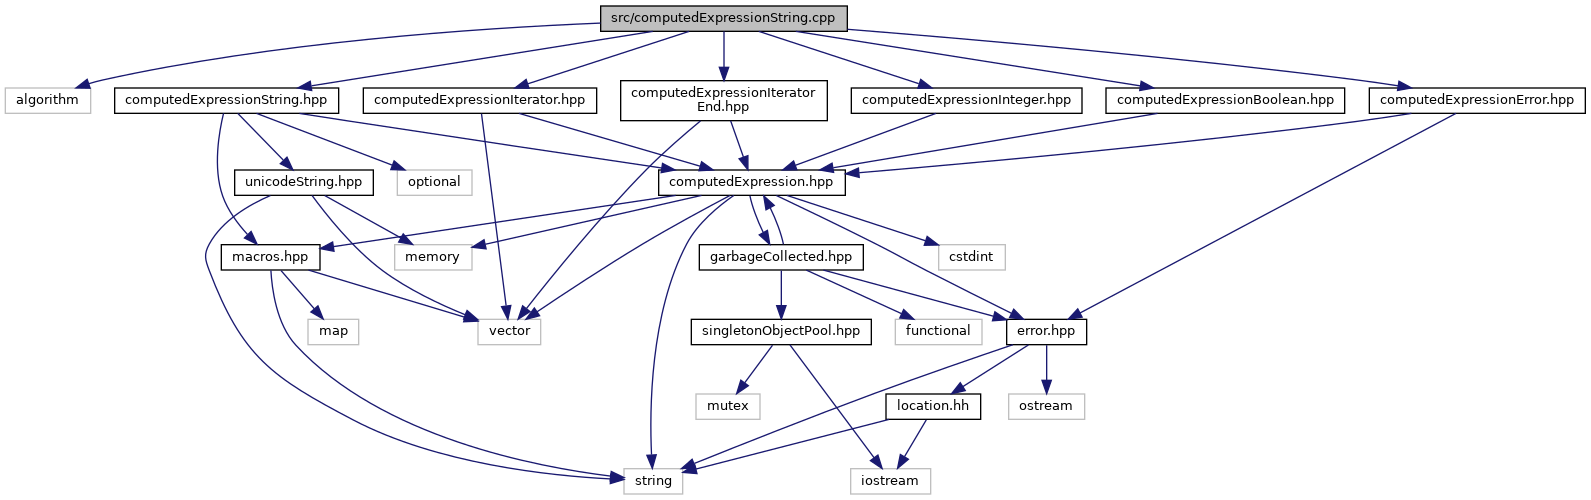 src/computedExpressionString.cpp
algorithm
computedExpressionString.hpp
computedExpressionIterator.hpp
computedExpressionIterator
End.hpp
computedExpressionInteger.hpp
computedExpressionBoolean.hpp
computedExpressionError.hpp
unicodeString.hpp
optional
computedExpression.hpp
macros.hpp
memory
garbageCollected.hpp
cstdint
map
vector
singletonObjectPool.hpp
functional
error.hpp
mutex
location.hh
ostream
string
iostream